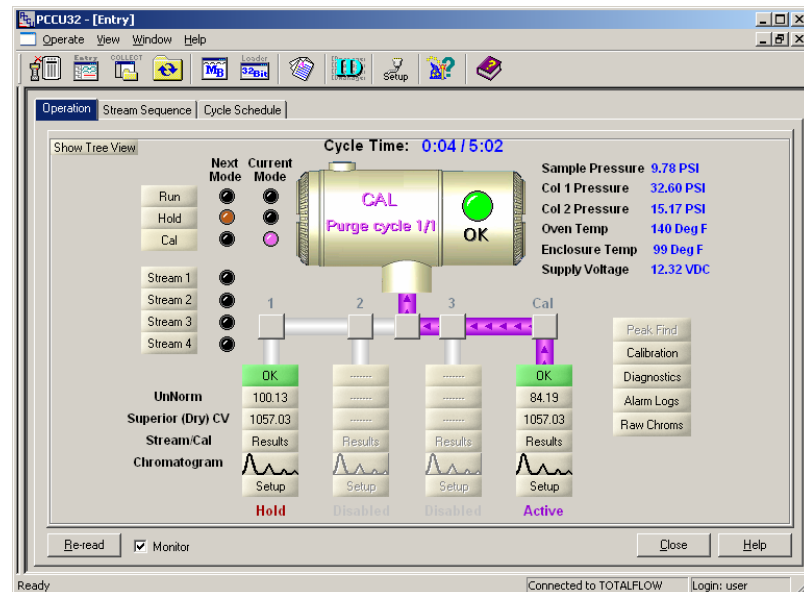 PCCU32 - [Entry]
Operate View Window Help
Entry COLLECT Loader
MB 32Bit ID Manager Setup
Operation Stream Sequence Cycle Schedule
Show Tree View
Cycle Time: 0:04 / 5:02
Next Mode Current Mode
Run
Hold
Cal
CAL
Purge cycle 1/1
OK
Sample Pressure 9.78 PSI
Col 1 Pressure 32.60 PSI
Col 2 Pressure 15.17 PSI
Oven Temp 140 Deg F
Enclosure Temp 99 Deg F
Supply Voltage 12.32 VDC
Stream 1
Stream 2
Stream 3
Stream 4
1 2 3 Cal
Peak Find
Calibration
Diagnostics
Alarm Logs
Raw Chroms
OK ------- ------- OK
UnNorm 100.13 ------- ------- 84.19
Superior (Dry) CV 1057.03 ------- ------- 1057.03
Stream/Cal Results Results Results Results
Chromatogram
Setup Setup Setup Setup
Hold Disabled Disabled Active
Re-read Monitor Close Help
Ready Connected to TOTALFLOW Login: user